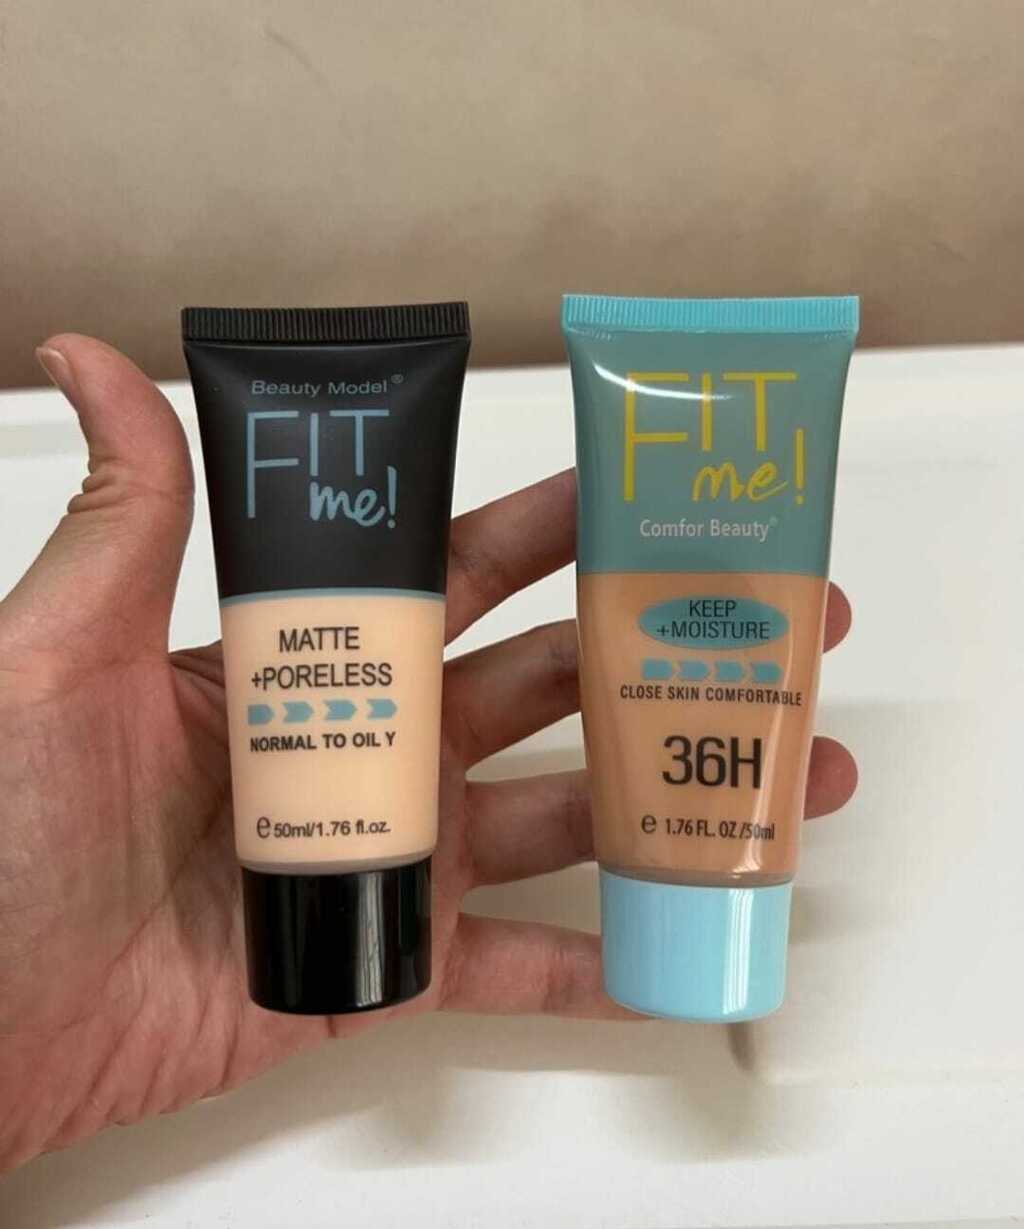 Beauty Model®
FIT
me!
MATTE
+PORELESS
NORMAL TO OIL Y
e 50ml/1.76 fl.oz.
FIT
me!
Comfor Beauty®
KEEP
+MOISTURE
CLOSE SKIN COMFORTABLE
36H
e 1.76 FL. OZ /50ml